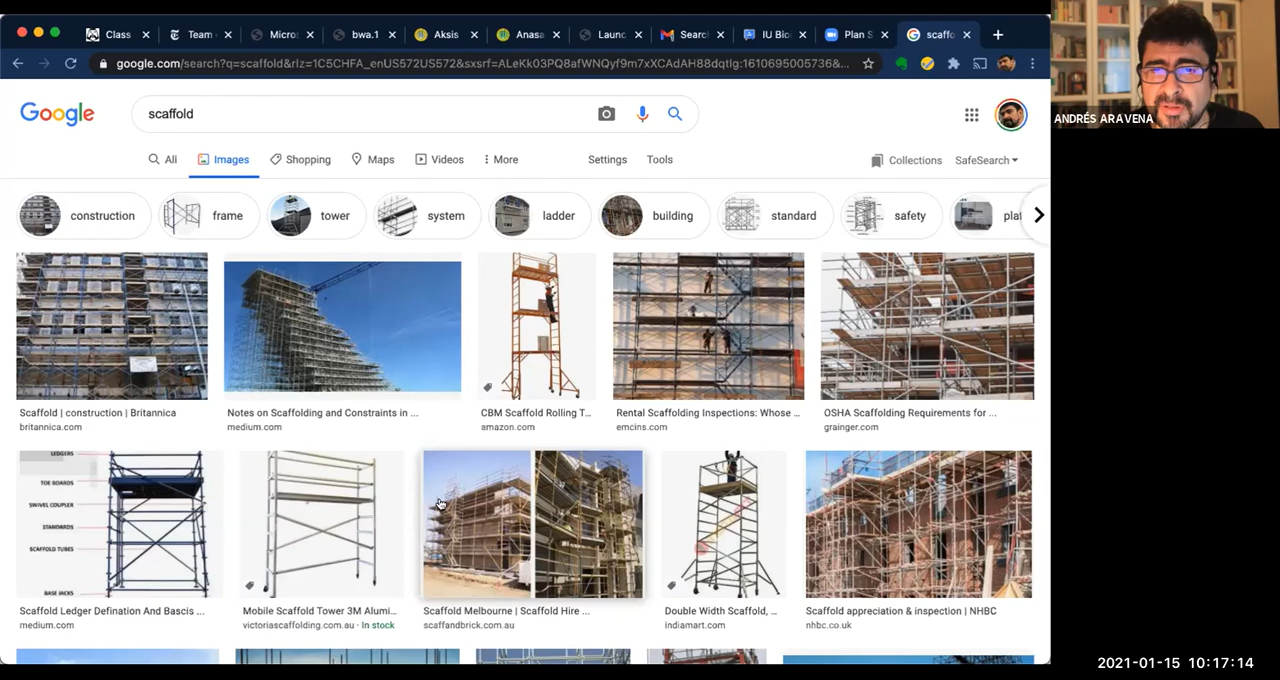 Class
Team
Micros
bwa.1
Aksis
Anasa
Launc
Search
IU Bio
Plan S
scaffo
google.com/search?q=scaffold&rlz=1C5CHFA_enUS572US572&sxsrf=ALeKk03PQ8afWNQyf9m7xXCAdAH88dqtIg:1610695005736&...
ANDRÉS ARAVENA
Google
scaffold
All
Images
Shopping
Maps
Videos
More
Settings
Tools
Collections
SafeSearch
construction
frame
tower
system
ladder
building
standard
safety
plat
Scaffold | construction | Britannica
britannica.com
Notes on Scaffolding and Constraints in ...
medium.com
CBM Scaffold Rolling T...
amazon.com
Rental Scaffolding Inspections: Whose ...
emcins.com
OSHA Scaffolding Requirements for ...
grainger.com
LEDGERS
TOE BOARDS
SWIVEL COUPLER
STANDARDS
SCAFFOLD TUBES
BASE JACKS
Scaffold Ledger Defination And Bascis ...
medium.com
Mobile Scaffold Tower 3M Alumi...
victoriascaffolding.com.au · In stock
Scaffold Melbourne | Scaffold Hire ...
scaffandbrick.com.au
Double Width Scaffold, ...
indiamart.com
Scaffold appreciation & inspection | NHBC
nhbc.co.uk
2021-01-15 10:17:14